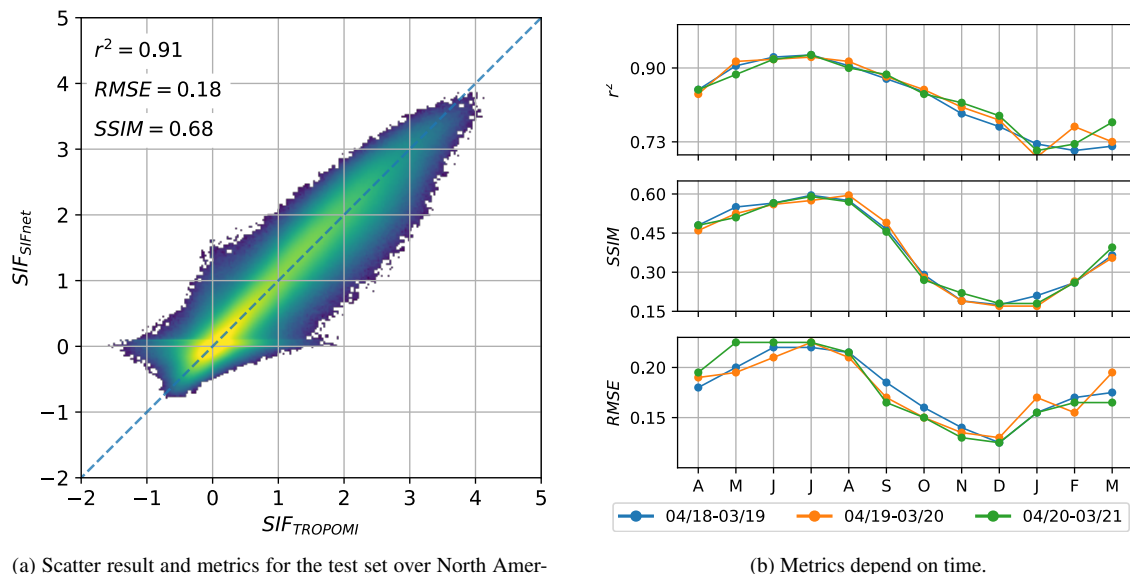 r² = 0.91
RMSE = 0.18
SSIM = 0.68
5
4
3
2
1
0
−1
−2
SIF_SIFnet
−2 −1 0 1 2 3 4 5
SIF_TROPOMI
(a) Scatter result and metrics for the test set over North Amer-
0.90
0.73
r²
0.60
0.45
0.30
0.15
SSIM
0.20
0.15
RMSE
A M J J A S O N D J F M
04/18-03/19 04/19-03/20 04/20-03/21
(b) Metrics depend on time.